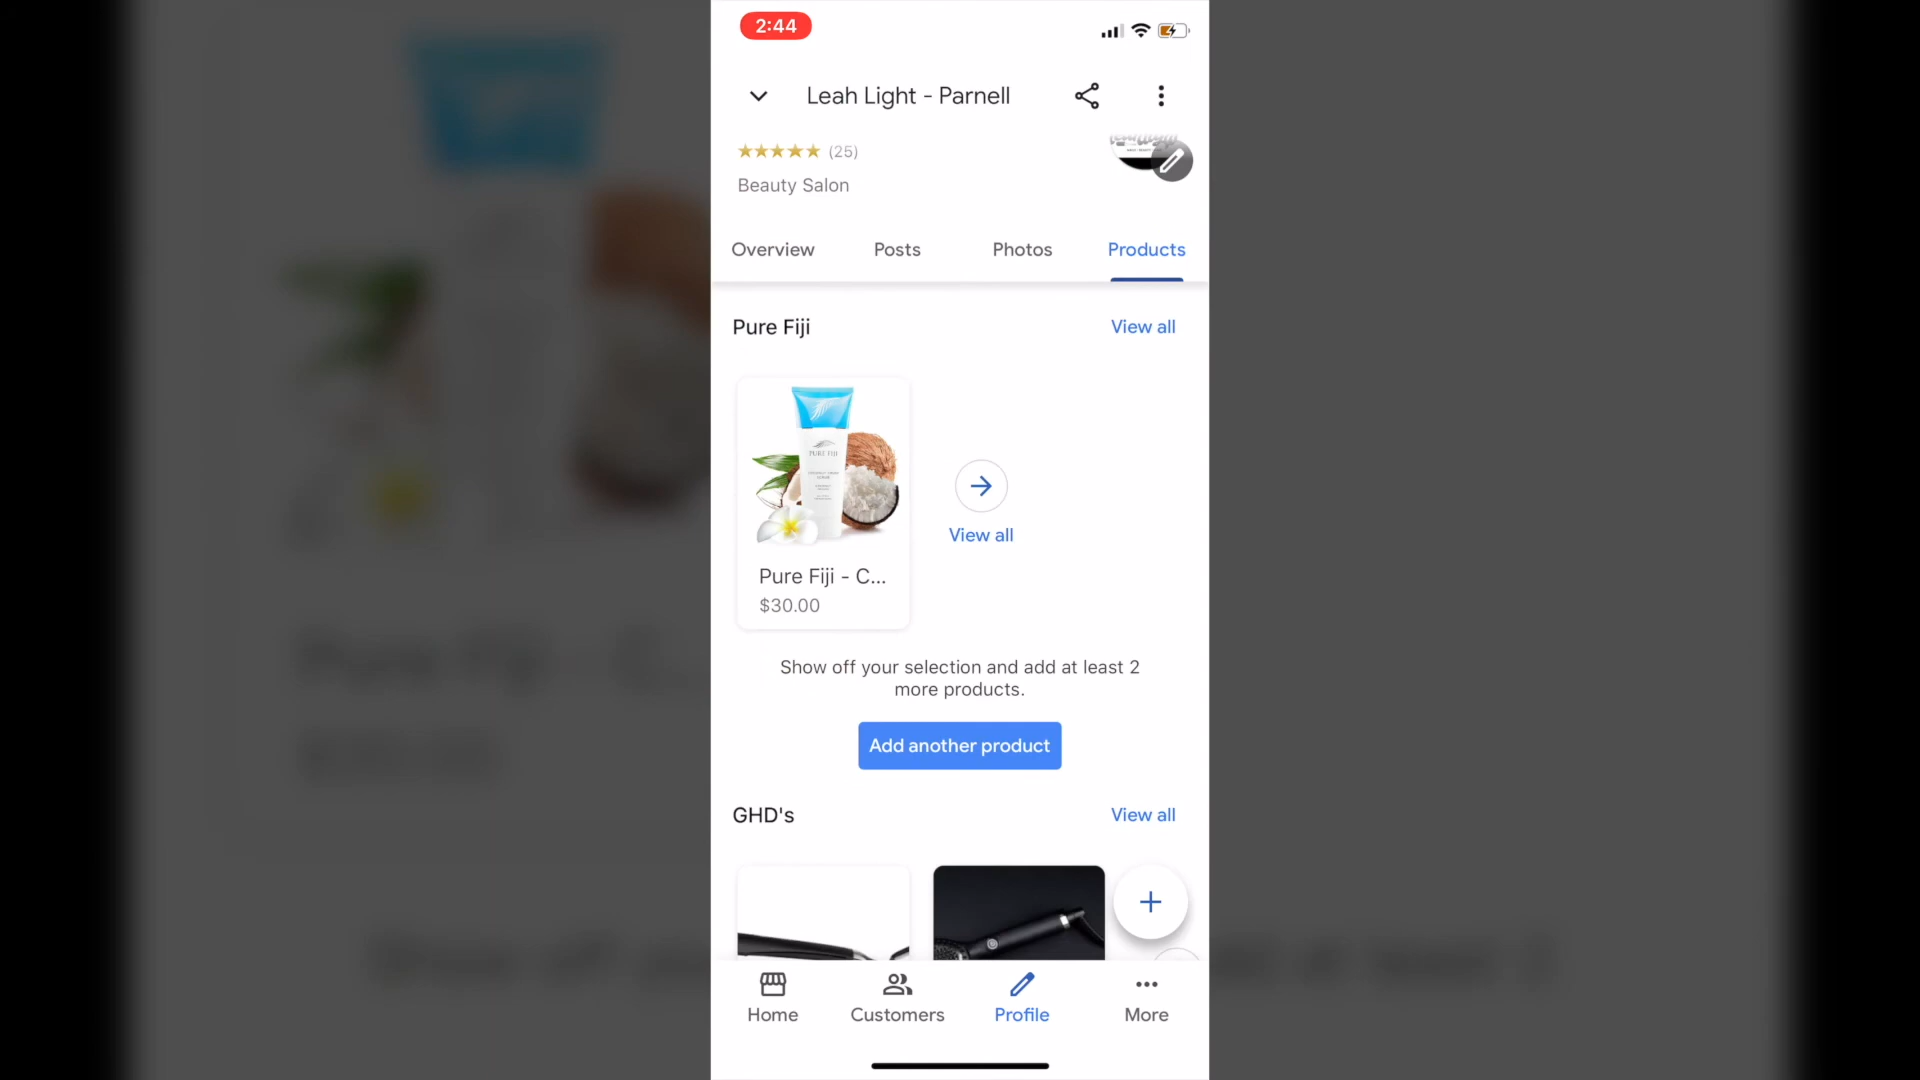 2:44
Leah Light - Parnell
(25)
Beauty Salon
Overview Posts Photos Products
Pure Fiji View all
PURE FIJI
View all
Pure Fiji - C...
$30.00
Show off your selection and add at least 2
more products.
Add another product
GHD's View all
Home Customers Profile More